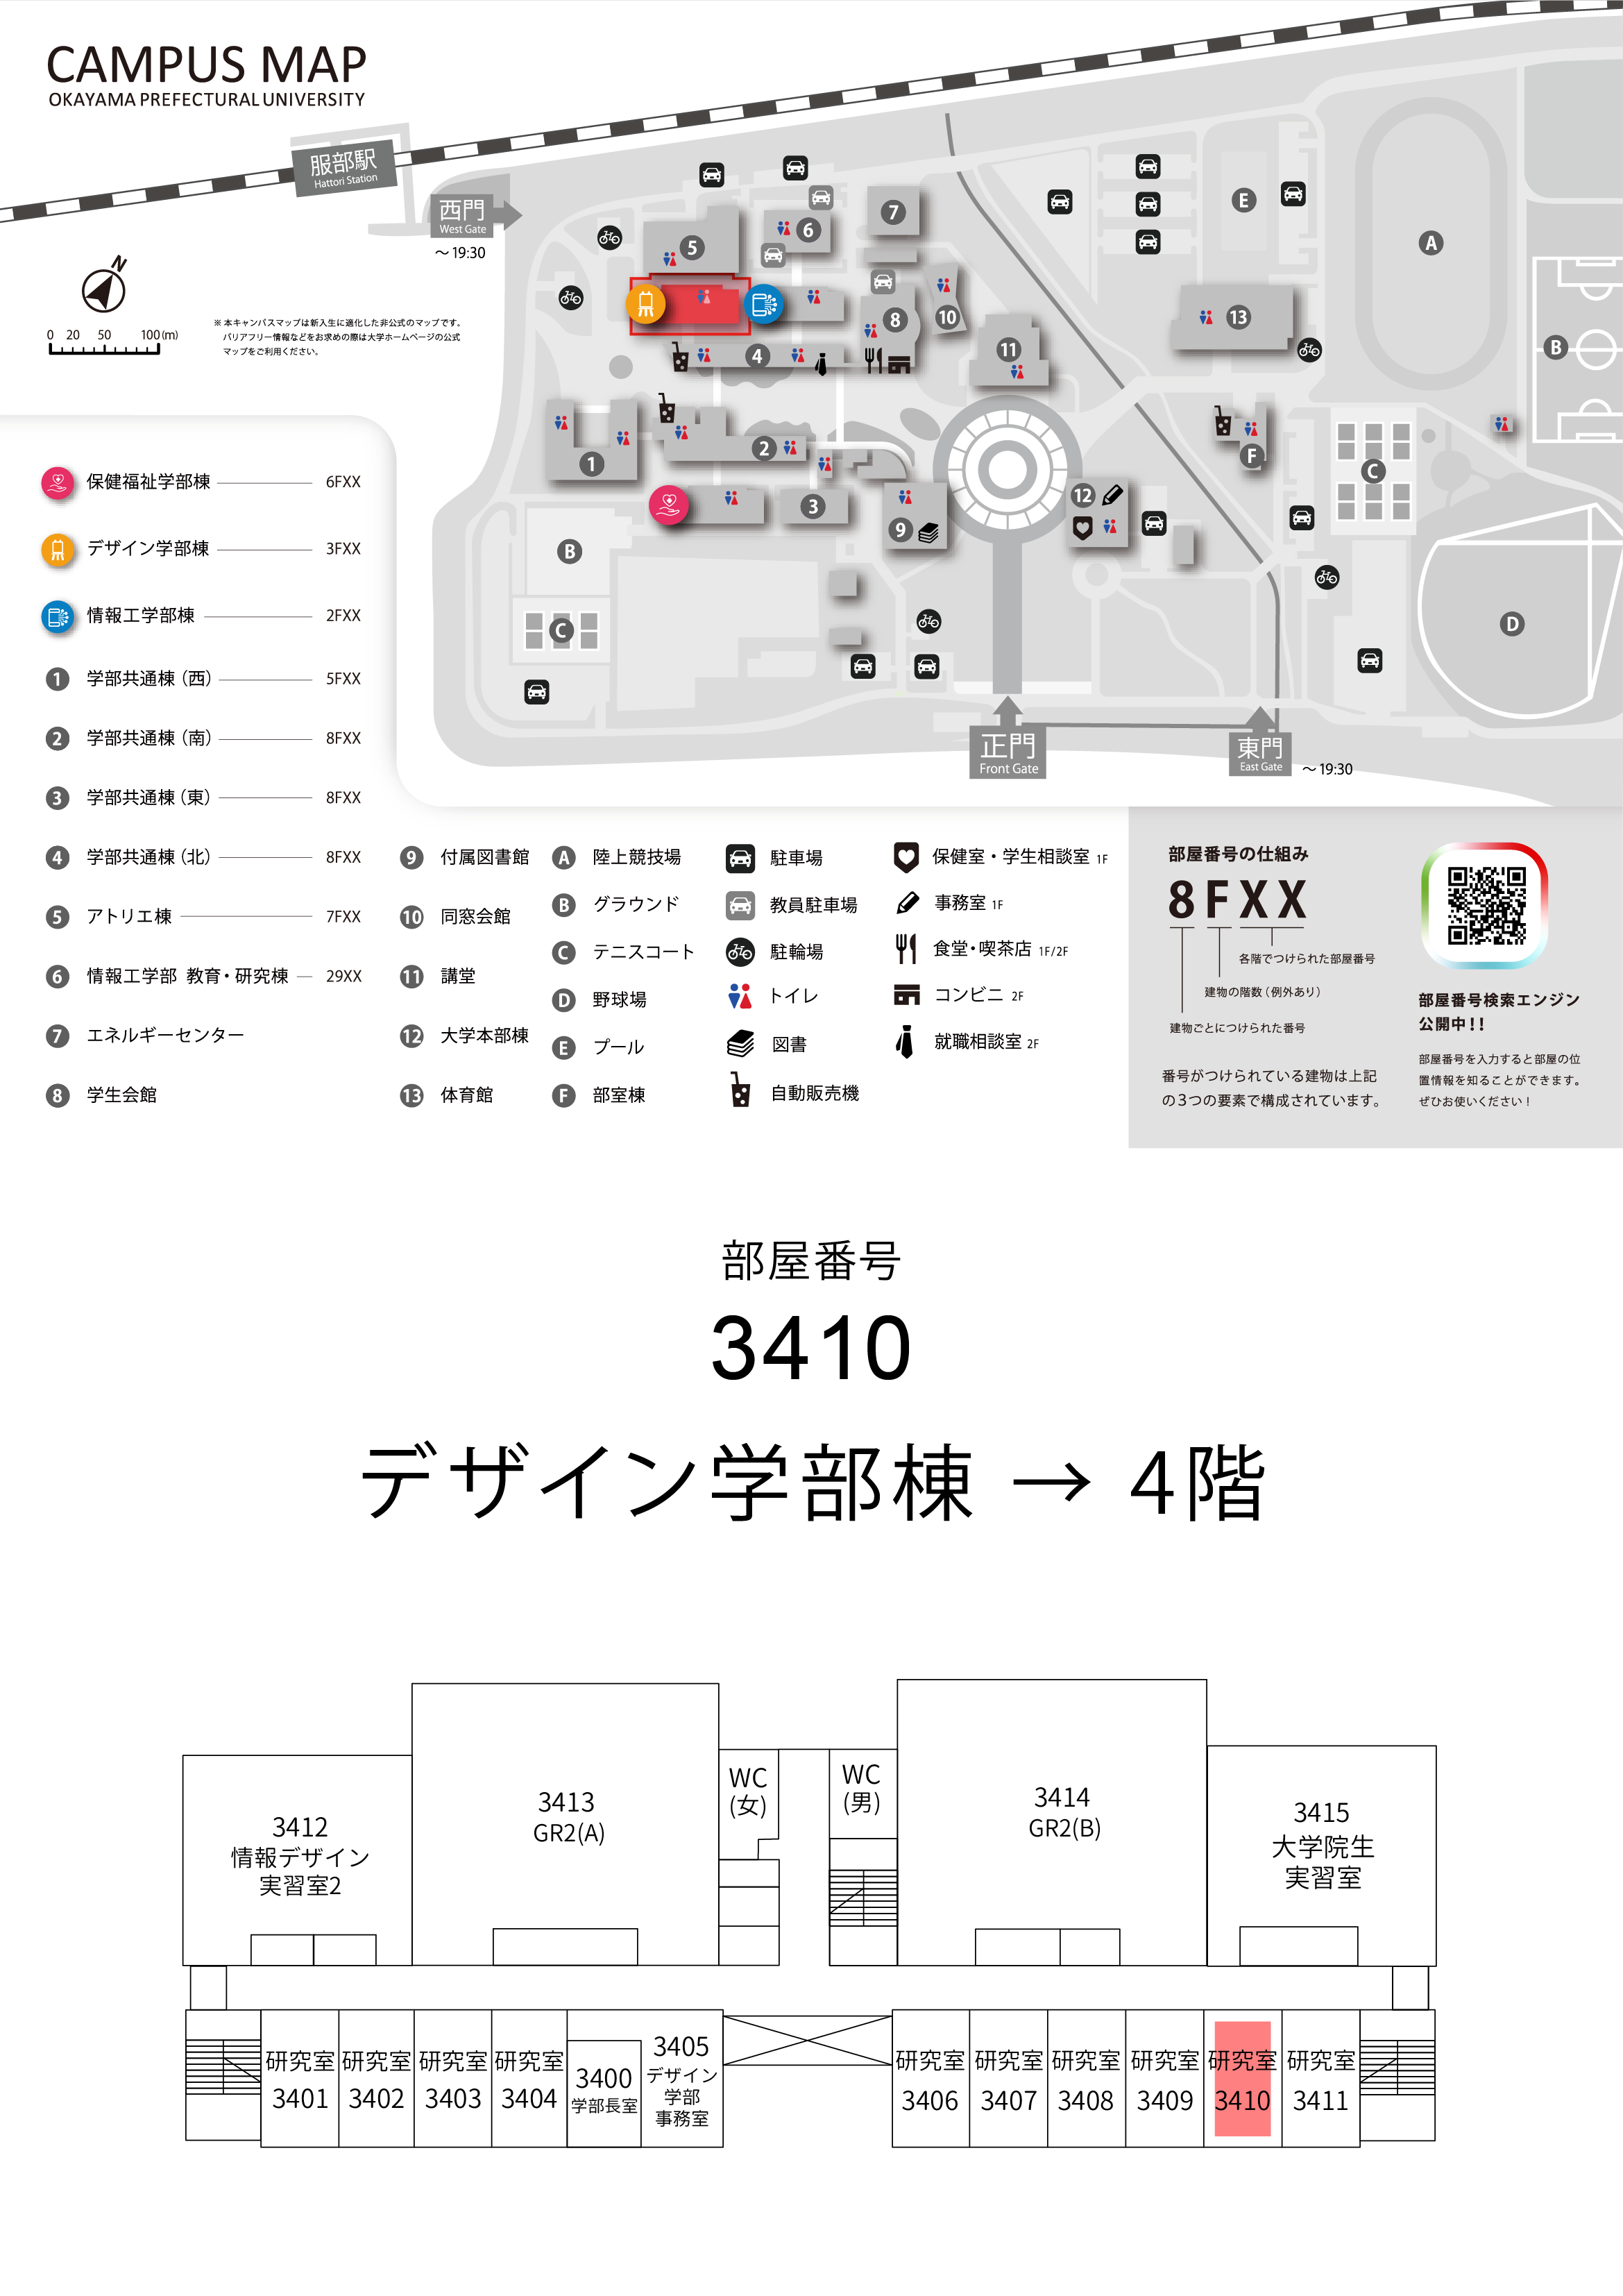 CAMPUS MAP
OKAYAMA PREFECTURAL UNIVERSITY
服部駅
Hattori Station
西門
West Gate
～19:30
N
0 20 50 100(m)
※ 本キャンパスマップは新入生に適化した非公式のマップです。
バリアフリー情報などをお求めの際は大学ホームページの公式
マップをご利用ください。
5
6
7
8
10
11
4
1
2
3
9
12
13
A
B
C
D
E
F
B
C
正門
Front Gate
東門
East Gate
～19:30
保健福祉学部棟 6FXX
デザイン学部棟 3FXX
情報工学部棟 2FXX
1 学部共通棟（西） 5FXX
2 学部共通棟（南） 8FXX
3 学部共通棟（東） 8FXX
4 学部共通棟（北） 8FXX
5 アトリエ棟 7FXX
6 情報工学部 教育・研究棟 29XX
7 エネルギーセンター
8 学生会館
9 付属図書館
10 同窓会館
11 講堂
12 大学本部棟
13 体育館
A 陸上競技場
B グラウンド
C テニスコート
D 野球場
E プール
F 部室棟
駐車場
教員駐車場
駐輪場
トイレ
図書
自動販売機
保健室・学生相談室 1F
事務室 1F
食堂・喫茶店 1F/2F
コンビニ 2F
就職相談室 2F
部屋番号の仕組み
8FXX
各階でつけられた部屋番号
建物の階数（例外あり）
建物ごとにつけられた番号
番号がつけられている建物は上記
の3つの要素で構成されています。
部屋番号検索エンジン
公開中！！
部屋番号を入力すると部屋の位
置情報を知ることができます。
ぜひお使いください！
部屋番号
3410
デザイン学部棟 → 4階
3412
情報デザイン
実習室2
3413
GR2(A)
WC
(女)
WC
(男)
3414
GR2(B)
3415
大学院生
実習室
研究室
3401
研究室
3402
研究室
3403
研究室
3404
3400
学部長室
3405
デザイン
学部
事務室
研究室
3406
研究室
3407
研究室
3408
研究室
3409
研究室
3410
研究室
3411